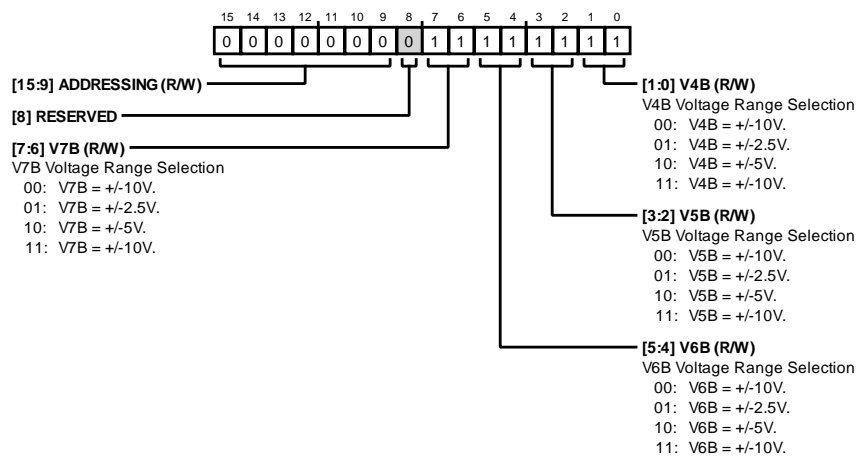 15 14 13 12 11 10 9 8 7 6 5 4 3 2 1 0
0 0 0 0 0 0 0 0 1 1 1 1 1 1 1 1
[15:9] ADDRESSING (R/W)
[8] RESERVED
[7:6] V7B (R/W)
V7B Voltage Range Selection
00: V7B = +/-10V.
01: V7B = +/-2.5V.
10: V7B = +/-5V.
11: V7B = +/-10V.
[1:0] V4B (R/W)
V4B Voltage Range Selection
00: V4B = +/-10V.
01: V4B = +/-2.5V.
10: V4B = +/-5V.
11: V4B = +/-10V.
[3:2] V5B (R/W)
V5B Voltage Range Selection
00: V5B = +/-10V.
01: V5B = +/-2.5V.
10: V5B = +/-5V.
11: V5B = +/-10V.
[5:4] V6B (R/W)
V6B Voltage Range Selection
00: V6B = +/-10V.
01: V6B = +/-2.5V.
10: V6B = +/-5V.
11: V6B = +/-10V.